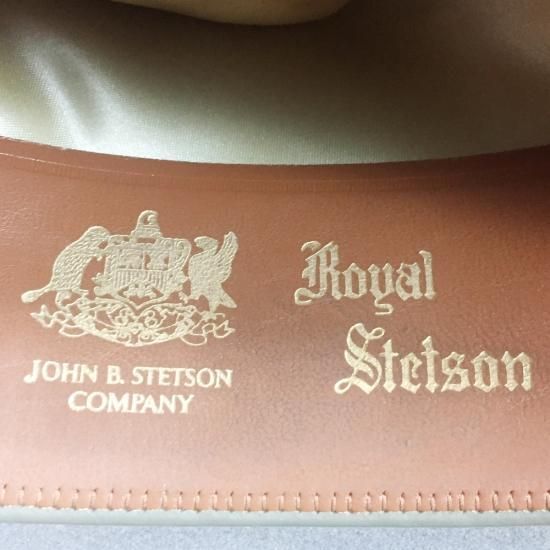 JOHN B. STETSON
COMPANY
Royal
Stetson